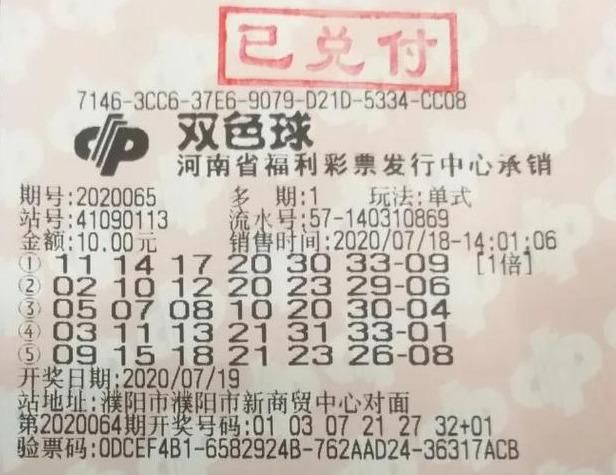 已兑付
7146-3CC6-37E6-9079-D21D-5334-CC08
双色球
河南省福利彩票发行中心承销
期号:2020065 多 期:1 玩法:单式
站号:41090113 流水号:57-140310869
金额:10.00元 销售时间:2020/07/18-14:01:06
① 11 14 17 20 30 33-09 [1倍]
② 02 10 12 20 23 29-06
③ 05 07 08 10 20 30-04
④ 03 11 13 21 31 33-01
⑤ 09 15 18 21 23 26-08
开奖日期:2020/07/19
站地址:濮阳市濮阳市新商贸中心对面
第2020064期开奖号码:01 03 07 21 27 32+01
验票码:0DCEF4B1-6582924B-762AAD24-36317ACB